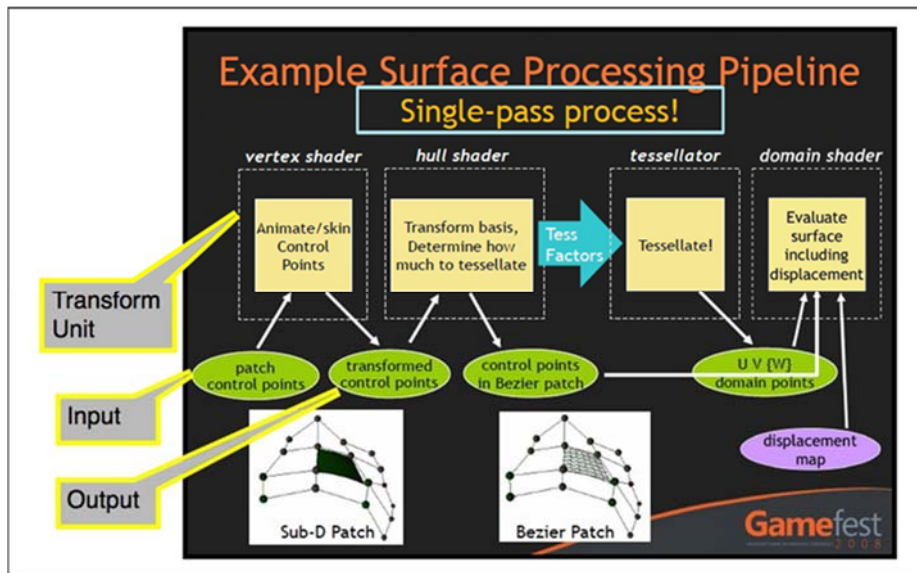 Example Surface Processing Pipeline
Single-pass process!
vertex shader
hull shader
tessellator
domain shader
Animate/skin
Control
Points
Transform basis,
Determine how
much to tessellate
Tess
Factors
Tessellate!
Evaluate
surface
including
displacement
Transform
Unit
Input
Output
patch
control points
transformed
control points
control points
in Bezier patch
U V {W}
domain points
displacement
map
Sub-D Patch
Bezier Patch
Gamefest
2008